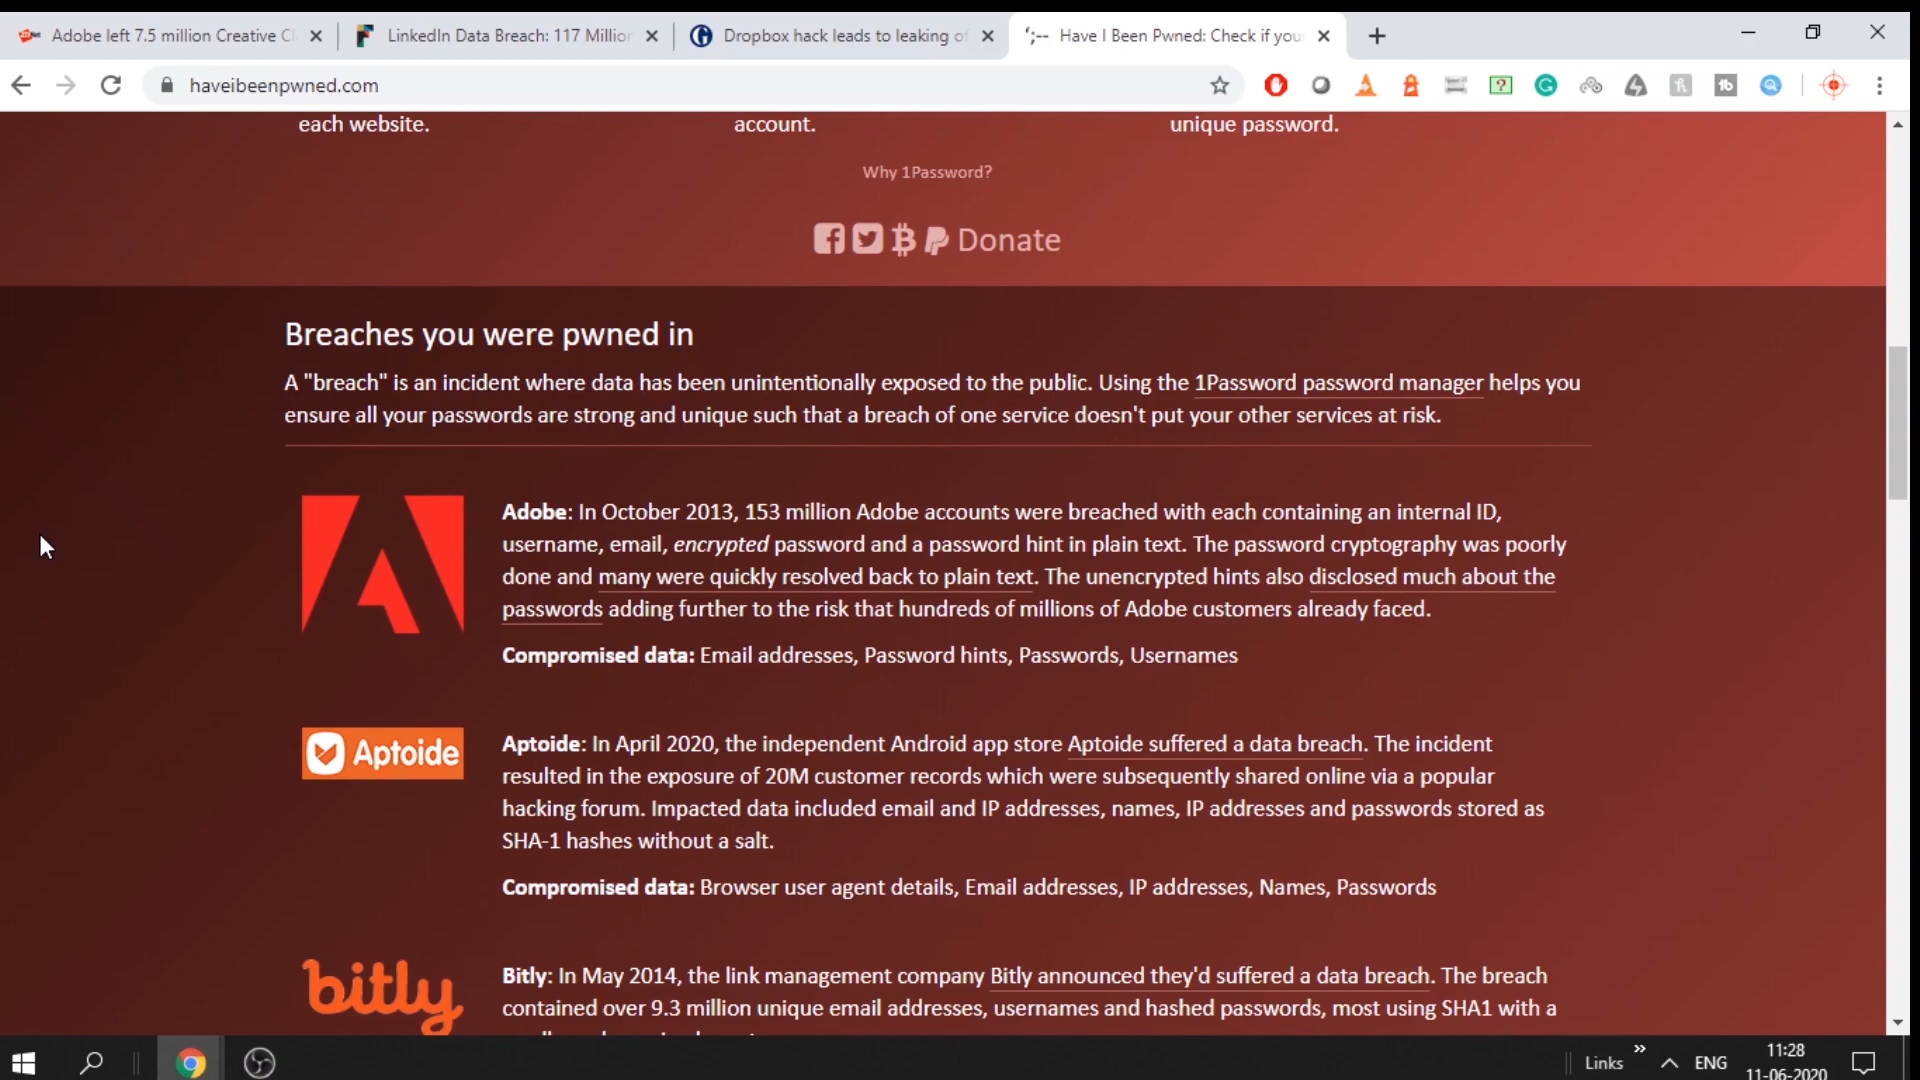 Adobe left 7.5 million Creative Cl
LinkedIn Data Breach: 117 Million
Dropbox hack leads to leaking of
Have I Been Pwned: Check if your
haveibeenpwned.com
each website.
account.
unique password.
Why 1Password?
Donate
Breaches you were pwned in
A "breach" is an incident where data has been unintentionally exposed to the public. Using the 1Password password manager helps you
ensure all your passwords are strong and unique such that a breach of one service doesn't put your other services at risk.
Adobe: In October 2013, 153 million Adobe accounts were breached with each containing an internal ID,
username, email, encrypted password and a password hint in plain text. The password cryptography was poorly
done and many were quickly resolved back to plain text. The unencrypted hints also disclosed much about the
passwords adding further to the risk that hundreds of millions of Adobe customers already faced.
Compromised data: Email addresses, Password hints, Passwords, Usernames
Aptoide
Aptoide: In April 2020, the independent Android app store Aptoide suffered a data breach. The incident
resulted in the exposure of 20M customer records which were subsequently shared online via a popular
hacking forum. Impacted data included email and IP addresses, names, IP addresses and passwords stored as
SHA-1 hashes without a salt.
Compromised data: Browser user agent details, Email addresses, IP addresses, Names, Passwords
bitly
Bitly: In May 2014, the link management company Bitly announced they'd suffered a data breach. The breach
contained over 9.3 million unique email addresses, usernames and hashed passwords, most using SHA1 with a
Links
ENG
11:28
11-06-2020